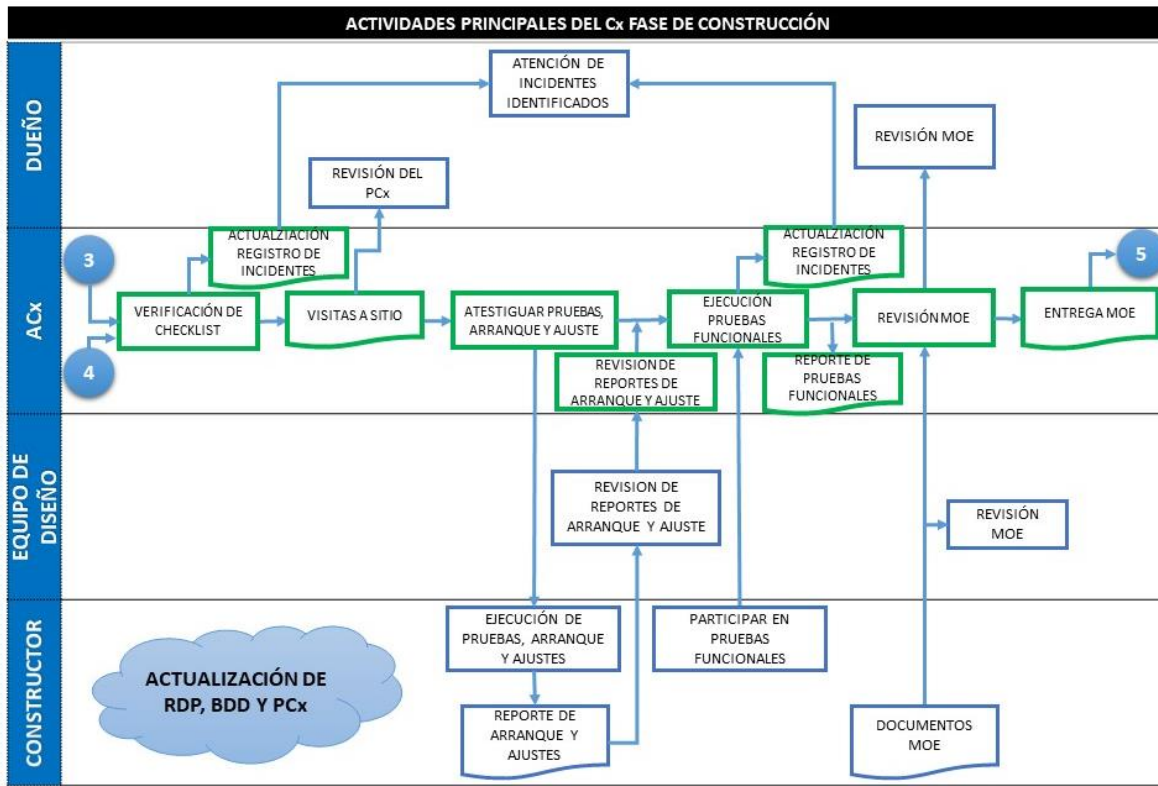 ACTIVIDADES PRINCIPALES DEL Cx FASE DE CONSTRUCCIÓN
DUEÑO
ATENCIÓN DE
INCIDENTES
IDENTIFICADOS
REVISIÓN DEL
PCx
REVISIÓN MOE
ACx
3
4
ACTUALZIACIÓN
REGISTRO DE
INCIDENTES
VERIFICACIÓN DE
CHECKLIST
VISITAS A SITIO
ATESTIGUAR PRUEBAS,
ARRANQUE Y AJUSTE
REVISION DE
REPORTES DE
ARRANQUE Y AJUSTE
EJECUCIÓN
PRUEBAS
FUNCIONALES
ACTUALZIACIÓN
REGISTRO DE
INCIDENTES
REPORTE DE
PRUEBAS
FUNCIONALES
REVISIÓN MOE
ENTREGA MOE
5
EQUIPO DE
DISEÑO
REVISION DE
REPORTES DE
ARRANQUE Y AJUSTE
REVISIÓN
MOE
CONSTRUCTOR
ACTUALIZACIÓN DE
RDP, BDD Y PCx
EJECUCIÓN DE
PRUEBAS, ARRANQUE
Y AJUSTES
REPORTE DE
ARRANQUE Y
AJUSTES
PARTICIPAR EN
PRUEBAS
FUNCIONALES
DOCUMENTOS
MOE